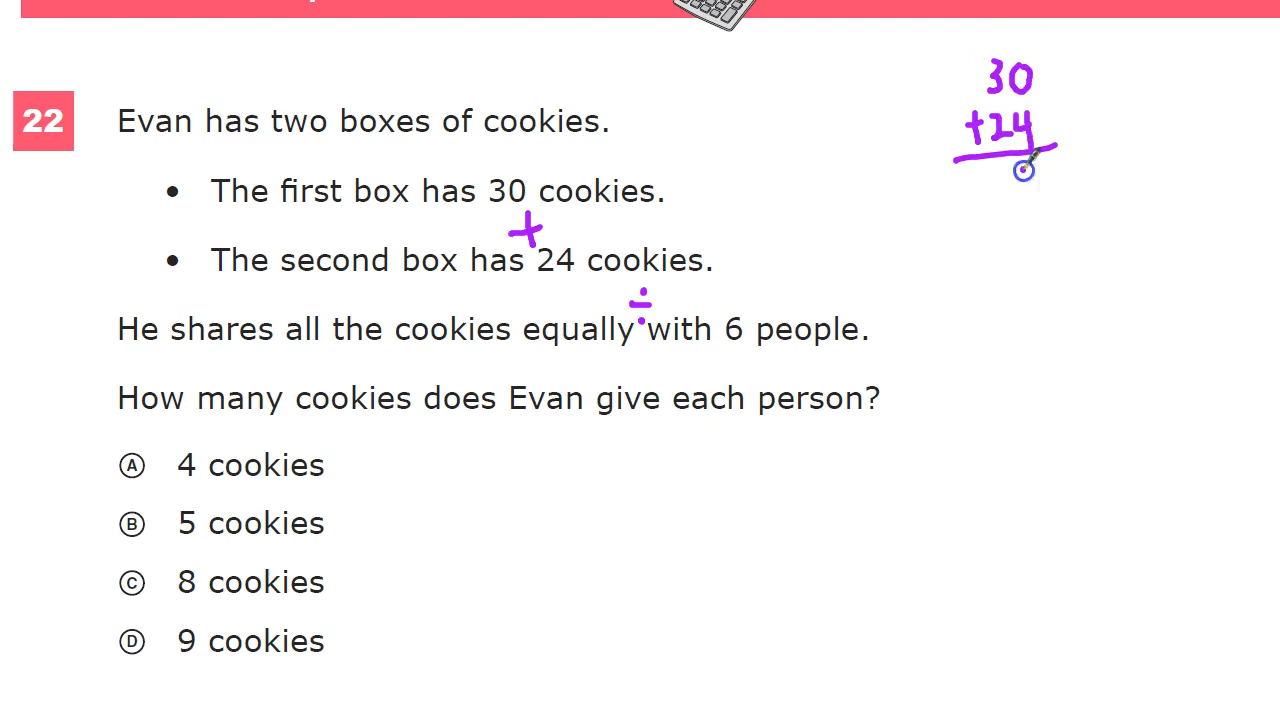 22
Evan has two boxes of cookies.
• The first box has 30 cookies.
+
• The second box has 24 cookies.
÷
He shares all the cookies equally with 6 people.
How many cookies does Evan give each person?
A 4 cookies
B 5 cookies
C 8 cookies
D 9 cookies
30
+24